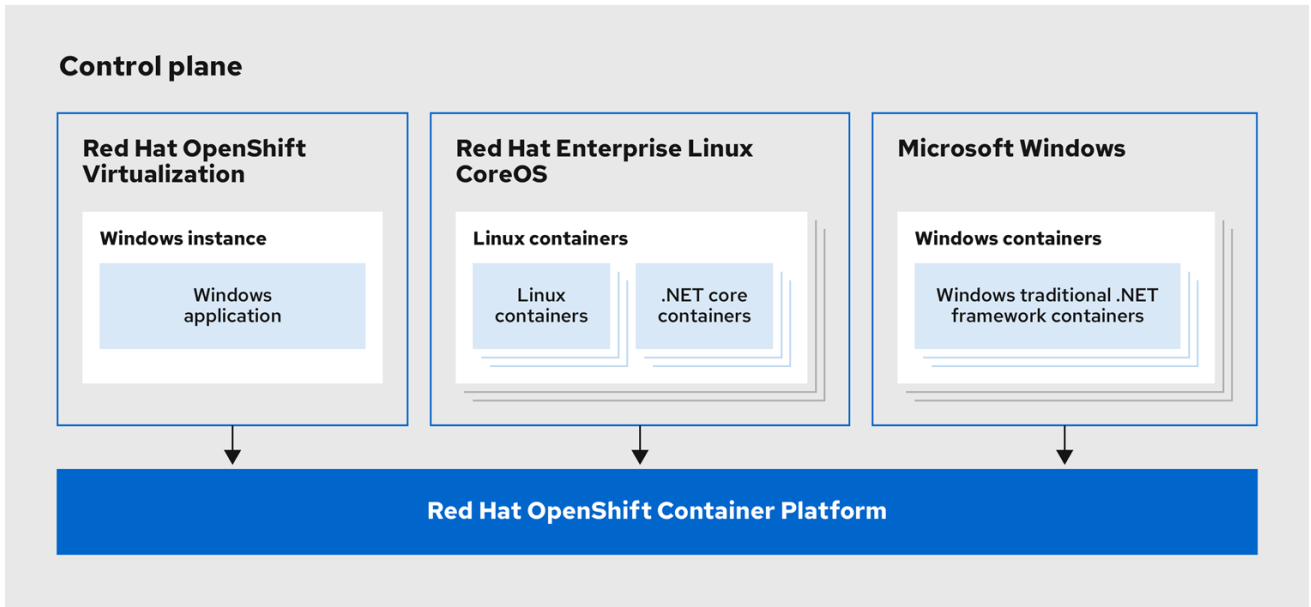 Control plane
Red Hat OpenShift
Virtualization
Windows instance
Windows
application
Red Hat Enterprise Linux
CoreOS
Linux containers
Linux
containers
.NET core
containers
Microsoft Windows
Windows containers
Windows traditional .NET
framework containers
Red Hat OpenShift Container Platform